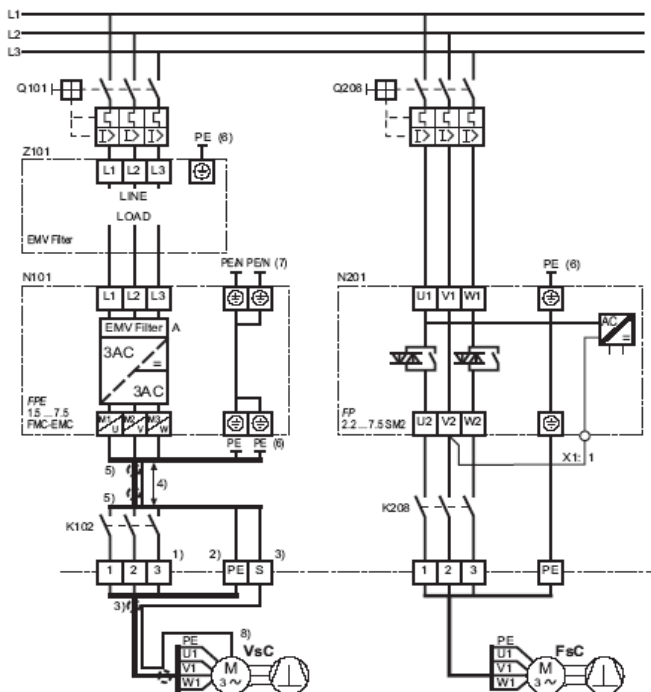 L1
L2
L3
Q101
Q208
I> I> I>
I> I> I>
PE (6)
Z101
L1 L2 L3
LINE
LOAD
EMV Filter
PE/N PE/N (7)
PE (6)
N101
N201
L1 L2 L3
U1 V1 W1
EMV Filter A
AC
=
3AC
=
3AC
FPE
1.5 ... 7.5
FMC-EMC
M1 U M2 V M3 W
FP
2.2 ... 7.5 SM2
U2 V2 W2
PE PE (6)
X1: 1
5)
4)
5)
K102
K208
1) 2) 3)
1 2 3 PE S
1 2 3 PE
3)
8)
PE
U1
V1
W1
M
3 ~
VsC
PE
U1
V1
W1
M
3 ~
FsC